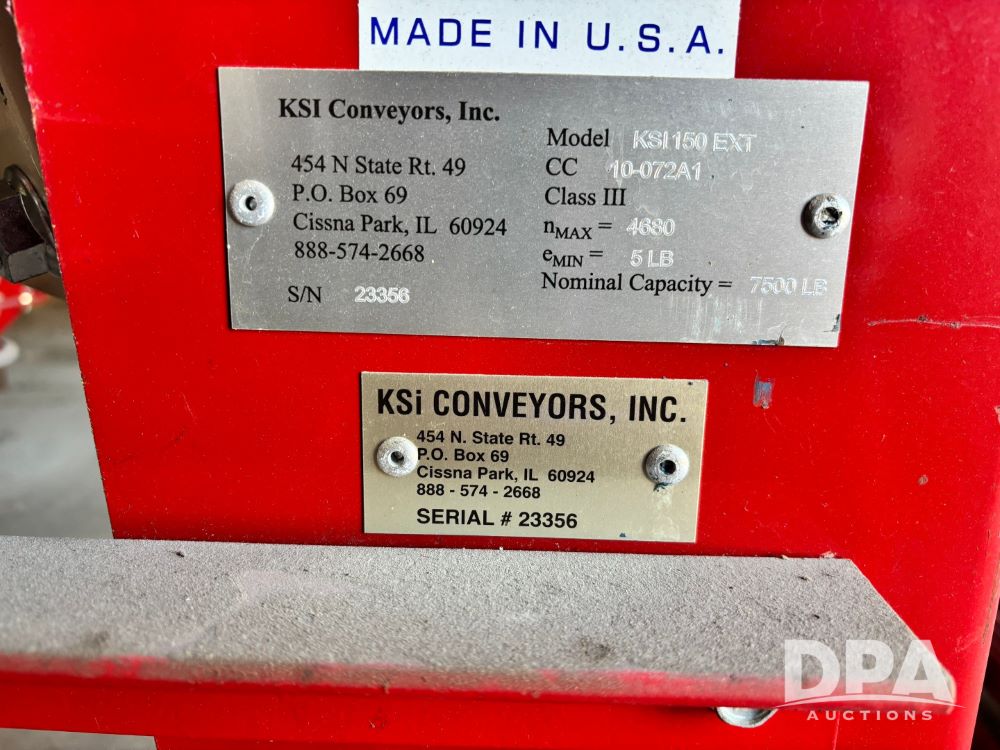 MADE IN U.S.A.
KSI Conveyors, Inc.
454 N State Rt. 49
P.O. Box 69
Cissna Park, IL 60924
888-574-2668
S/N 23356
Model KSI150 EXT
CC 10-072A1
Class III
nMAX = 4680
eMIN = 5 LB
Nominal Capacity = 7500 LB
KSi CONVEYORS, INC.
454 N. State Rt. 49
P.O. Box 69
Cissna Park, IL 60924
888 - 574 - 2668
SERIAL # 23356
DPA
AUCTIONS